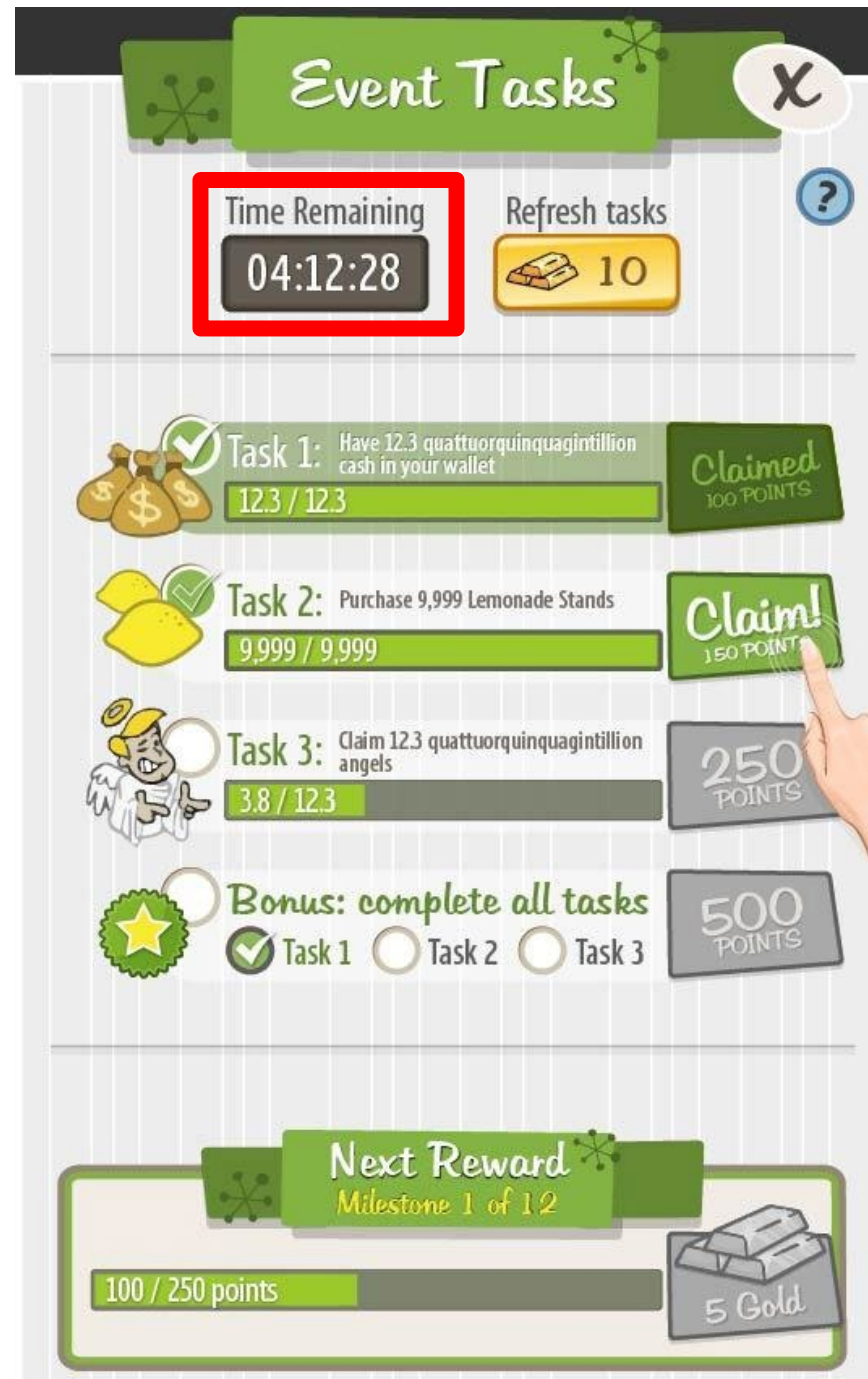 Event Tasks
X
Time Remaining
Refresh tasks
?
04:12:28
10
Task 1: Have 12.3 quattuorquinquagintillion
cash in your wallet
12.3 / 12.3
Claimed
100 POINTS
$ $ $
Task 2: Purchase 9,999 Lemonade Stands
9,999 / 9,999
Claim!
150 POINTS
Task 3: Claim 12.3 quattuorquinquagintillion
angels
3.8 / 12.3
250
POINTS
Bonus: complete all tasks
Task 1 Task 2 Task 3
500
POINTS
Next Reward
Milestone 1 of 12
100 / 250 points
5 Gold